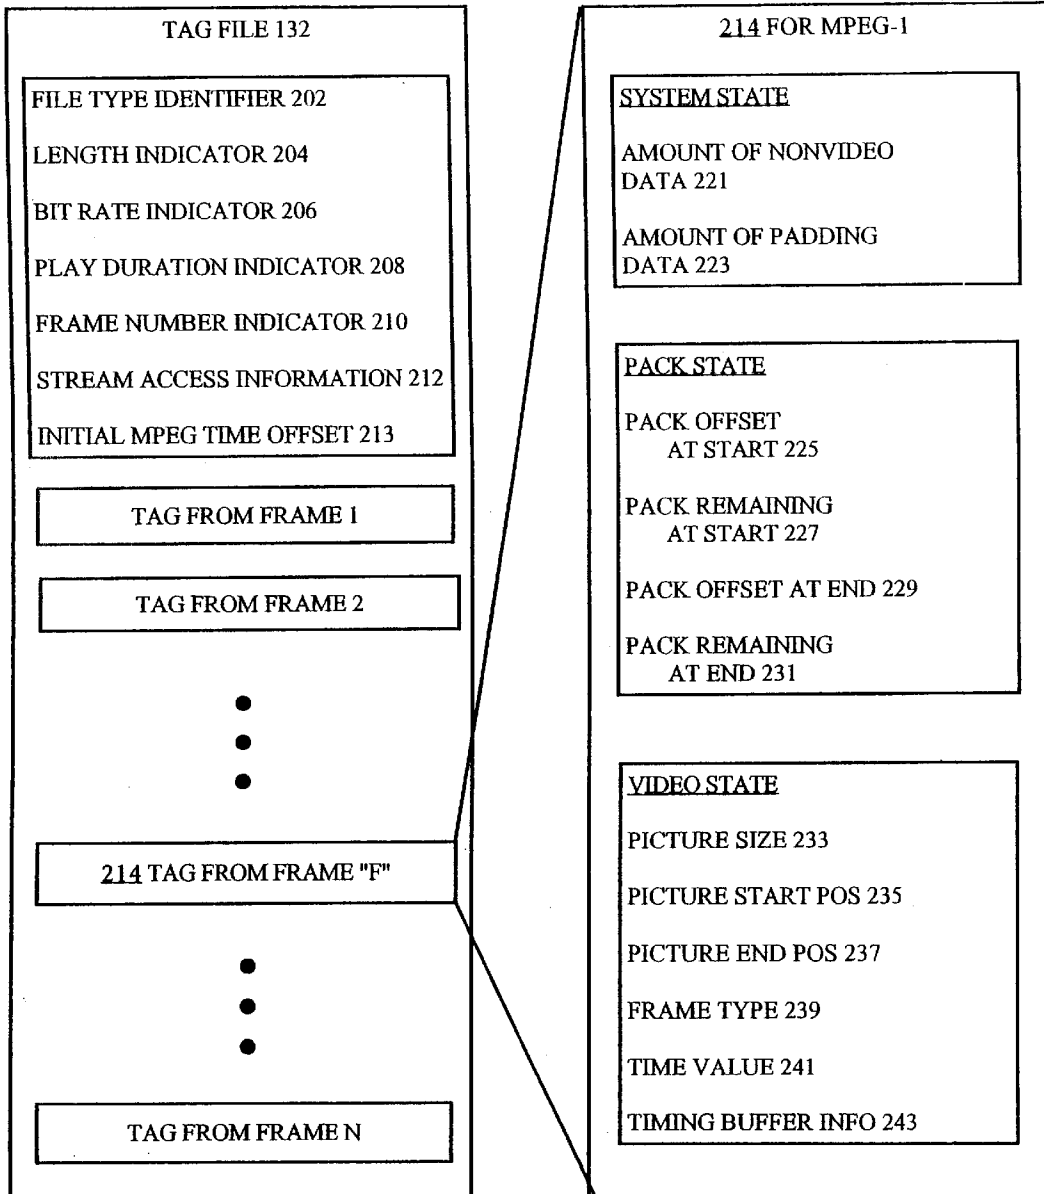 TAG FILE 132
FILE TYPE IDENTIFIER 202
LENGTH INDICATOR 204
BIT RATE INDICATOR 206
PLAY DURATION INDICATOR 208
FRAME NUMBER INDICATOR 210
STREAM ACCESS INFORMATION 212
INITIAL MPEG TIME OFFSET 213
TAG FROM FRAME 1
TAG FROM FRAME 2
214 TAG FROM FRAME "F"
TAG FROM FRAME N
214 FOR MPEG-1
SYSTEM STATE
AMOUNT OF NONVIDEO
DATA 221
AMOUNT OF PADDING
DATA 223
PACK STATE
PACK OFFSET
AT START 225
PACK REMAINING
AT START 227
PACK OFFSET AT END 229
PACK REMAINING
AT END 231
VIDEO STATE
PICTURE SIZE 233
PICTURE START POS 235
PICTURE END POS 237
FRAME TYPE 239
TIME VALUE 241
TIMING BUFFER INFO 243